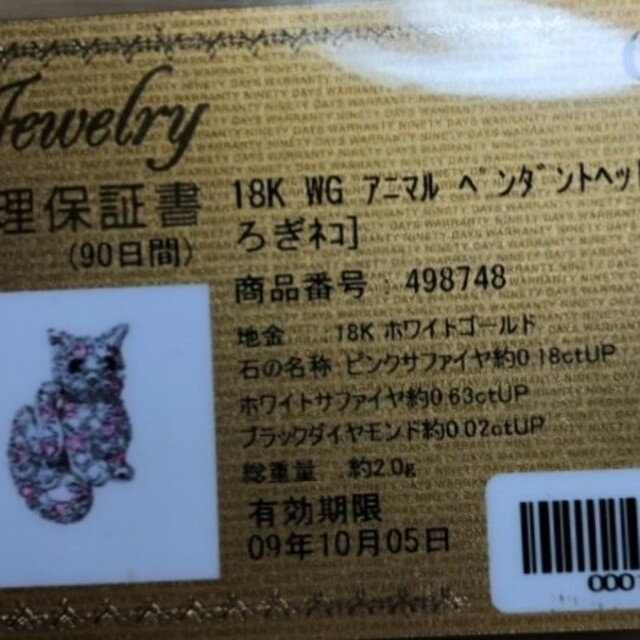 Jewelry
理保証書
(90日間)
18K WG アニマル ペンダントヘッド
ろぎネコ]
商品番号 : 498748
地金 18K ホワイトゴールド
石の名称 ピンクサファイヤ約0.18ctUP
ホワイトサファイヤ約0.63ctUP
ブラックダイヤモンド約0.02ctUP
総重量 約2.0g
有効期限
09年10月05日
000